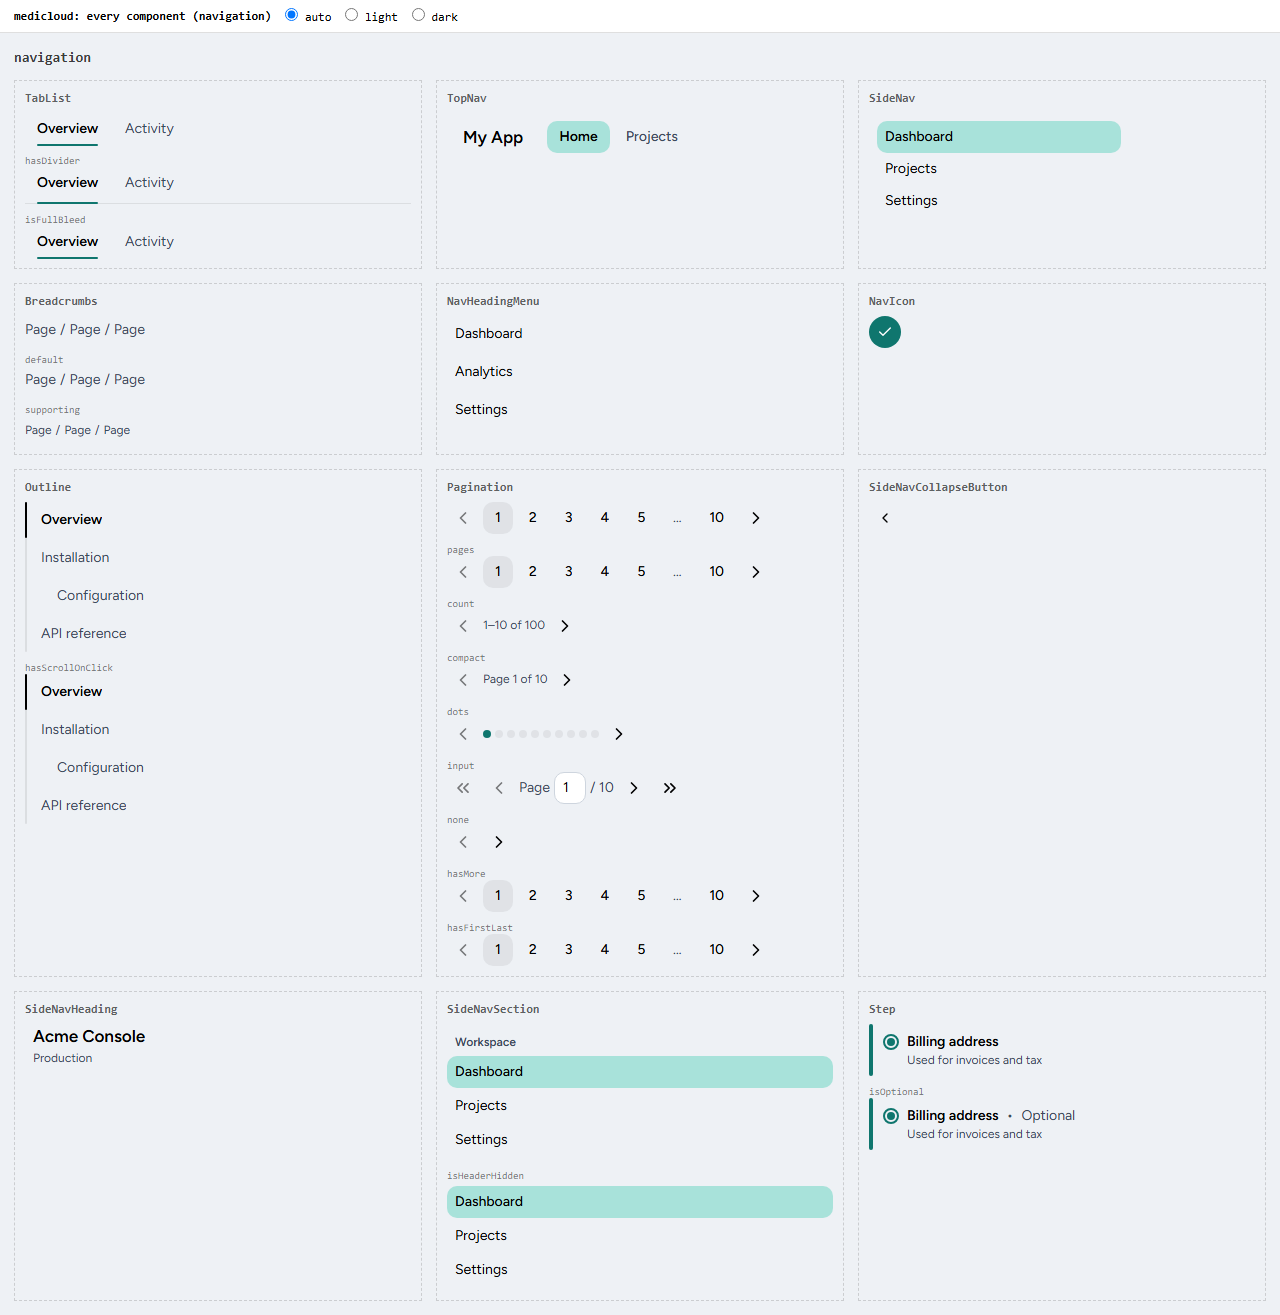 medicloud: every component (navigation) auto light dark
navigation
TabList
Overview Activity
hasDivider
Overview Activity
isFullBleed
Overview Activity
TopNav
My App Home Projects
SideNav
Dashboard
Projects
Settings
Breadcrumbs
Page / Page / Page
default
Page / Page / Page
supporting
Page / Page / Page
NavHeadingMenu
Dashboard
Analytics
Settings
NavIcon
Outline
Overview
Installation
Configuration
API reference
hasScrollOnClick
Overview
Installation
Configuration
API reference
Pagination
1 2 3 4 5 ... 10
pages
1 2 3 4 5 ... 10
count
1–10 of 100
compact
Page 1 of 10
dots
input
Page 1 / 10
none
hasMore
1 2 3 4 5 ... 10
hasFirstLast
1 2 3 4 5 ... 10
SideNavCollapseButton
SideNavHeading
Acme Console
Production
SideNavSection
Workspace
Dashboard
Projects
Settings
isHeaderHidden
Dashboard
Projects
Settings
Step
Billing address
Used for invoices and tax
isOptional
Billing address • Optional
Used for invoices and tax